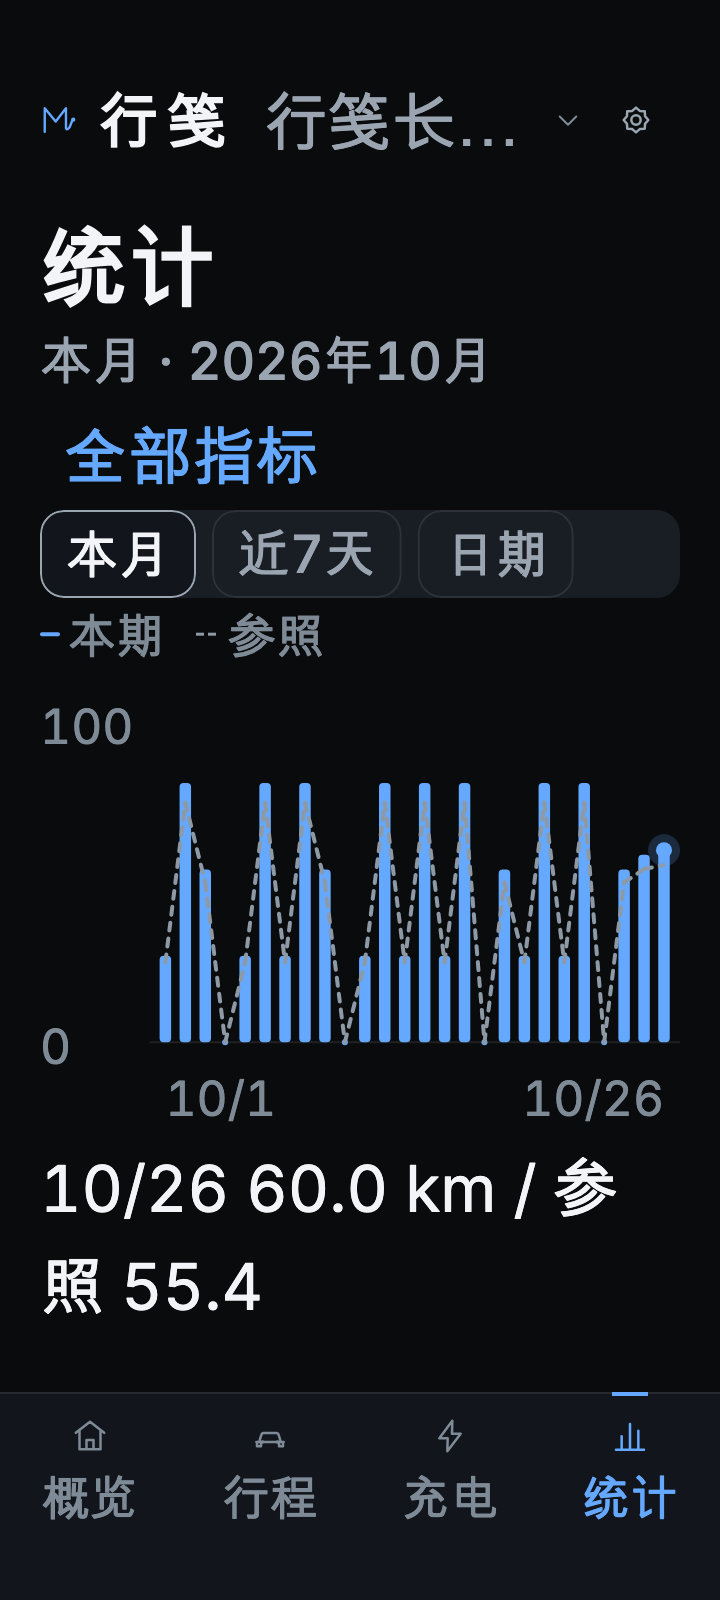 行笺 行笺长...
统计
本月 · 2026年10月
全部指标
本月 近7天 日期
本期 参照
100
0
10/1 10/26
10/26 60.0 km / 参
照 55.4
概览 行程 充电 统计